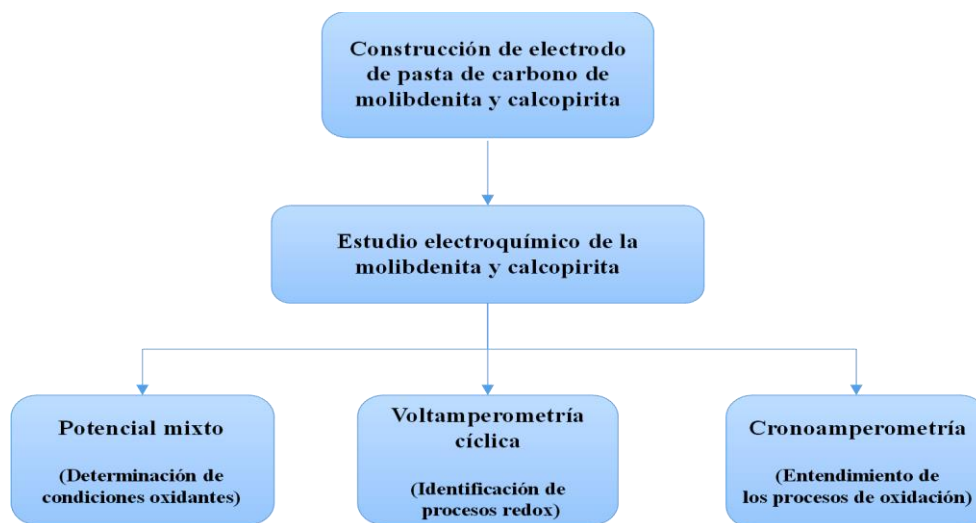 Construcción de electrodo
de pasta de carbono de
molibdenita y calcopirita
Estudio electroquímico de la
molibdenita y calcopirita
Potencial mixto
(Determinación de
condiciones oxidantes)
Voltamperometría
cíclica
(Identificación de
procesos redox)
Cronoamperometría
(Entendimiento de
los procesos de oxidación)